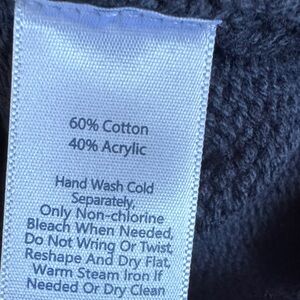 60% Cotton
40% Acrylic
Hand Wash Cold
Separately,
Only Non-chlorine
Bleach When Needed,
Do Not Wring Or Twist,
Reshape And Dry Flat,
Warm Steam Iron If
Needed Or Dry Clean